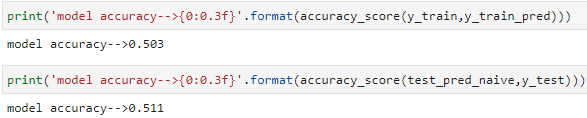 print('model accuracy-->{0:0.3f}'.format(accuracy_score(y_train,y_train_pred)))
model accuracy-->0.503
print('model accuracy-->{0:0.3f}'.format(accuracy_score(test_pred_naive,y_test)))
model accuracy-->0.511